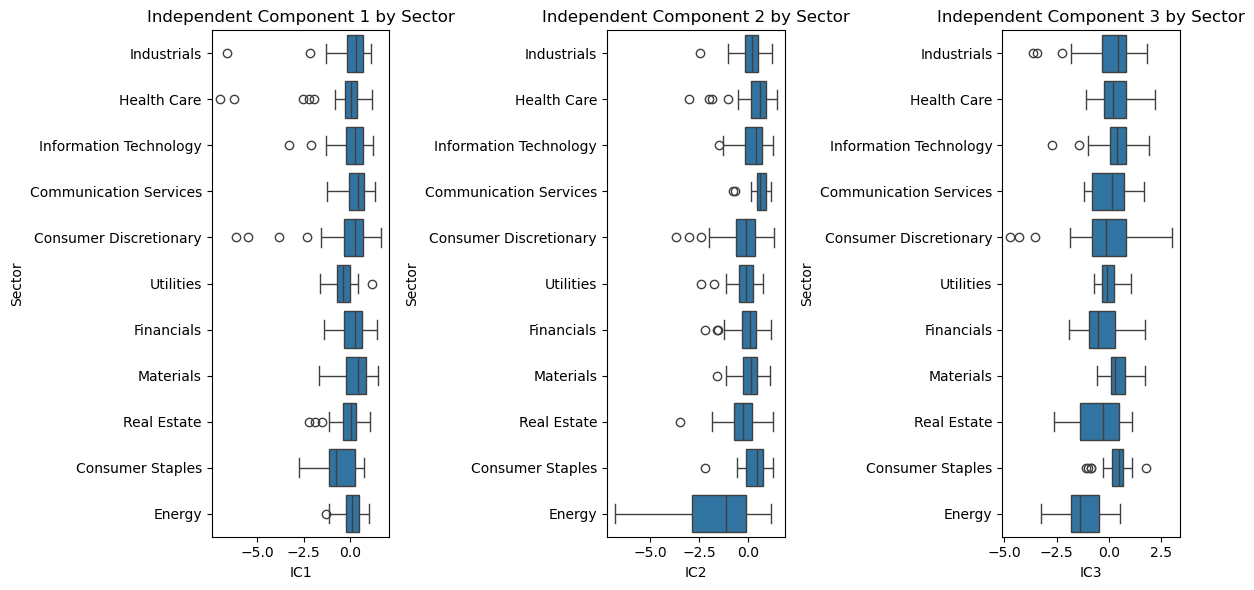 Independent Component 1 by Sector
Sector
Industrials
Health Care
Information Technology
Communication Services
Consumer Discretionary
Utilities
Financials
Materials
Real Estate
Consumer Staples
Energy
−5.0 −2.5 0.0
IC1
Independent Component 2 by Sector
Sector
Industrials
Health Care
Information Technology
Communication Services
Consumer Discretionary
Utilities
Financials
Materials
Real Estate
Consumer Staples
Energy
−5.0 −2.5 0.0
IC2
Independent Component 3 by Sector
Sector
Industrials
Health Care
Information Technology
Communication Services
Consumer Discretionary
Utilities
Financials
Materials
Real Estate
Consumer Staples
Energy
−5.0 −2.5 0.0 2.5
IC3